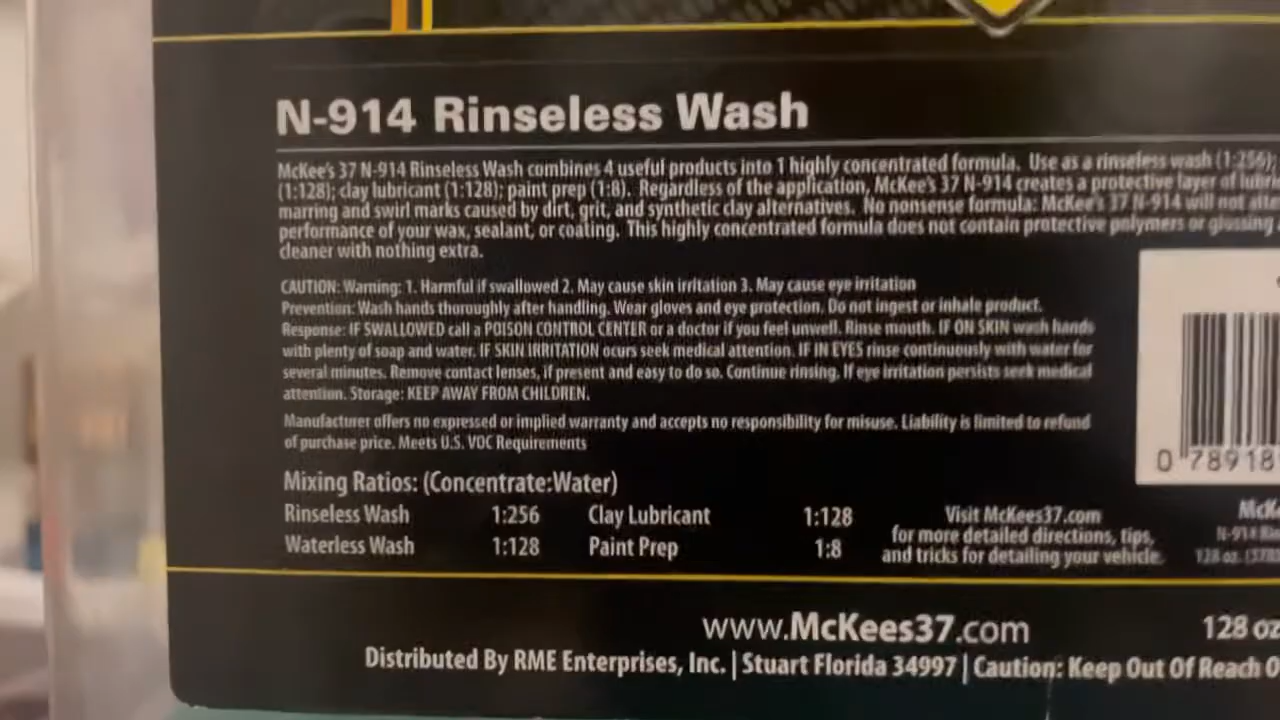 N-914 Rinseless Wash
McKee's 37 N-914 Rinseless Wash combines 4 useful products into 1 highly concentrated formula. Use as a rinseless wash (1:256);
(1:128); clay lubricant (1:128); paint prep (1:8). Regardless of the application, McKee's 37 N-914 creates a protective layer of
marring and swirl marks caused by dirt, grit, and synthetic clay alternatives. No nonsense formula: McKee's 37 N-914 will not
performance of your wax, sealant, or coating. This highly concentrated formula does not contain protective polymers or glossing
cleaner with nothing extra.
CAUTION: Warning: 1. Harmful if swallowed 2. May cause skin irritation 3. May cause eye irritation
Prevention: Wash hands thoroughly after handling. Wear gloves and eye protection. Do not ingest or inhale product.
Response: IF SWALLOWED call a POISON CONTROL CENTER or a doctor if you feel unwell. Rinse mouth. IF ON SKIN wash hands
with plenty of soap and water. IF SKIN IRRITATION ocurs seek medical attention. IF IN EYES rinse continuously with water for
several minutes. Remove contact lenses, if present and easy to do so. Continue rinsing. If eye irritation persists seek medical
attention. Storage: KEEP AWAY FROM CHILDREN.
Manufacturer offers no expressed or implied warranty and accepts no responsibility for misuse. Liability is limited to refund
of purchase price. Meets U.S. VOC Requirements
0 78918
Mixing Ratios: (Concentrate:Water)
Rinseless Wash 1:256 Clay Lubricant 1:128
Waterless Wash 1:128 Paint Prep 1:8
Visit McKees37.com
for more detailed directions, tips,
and tricks for detailing your vehicle.
N-914
128 oz.
www.McKees37.com
128 oz
Distributed By RME Enterprises, Inc. | Stuart Florida 34997 | Caution: Keep Out Of Reach